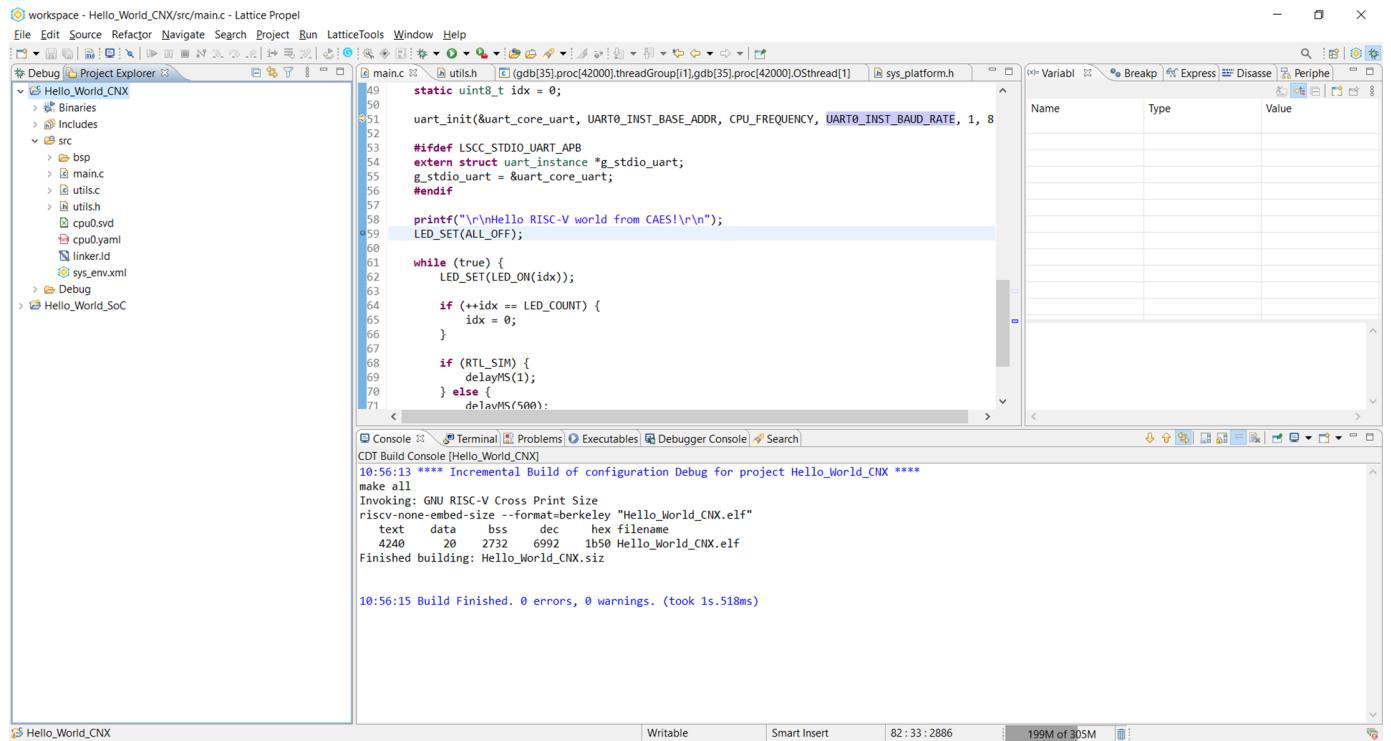 workspace - Hello_World_CNX/src/main.c - Lattice Propel
File Edit Source Refactor Navigate Search Project Run LatticeTools Window Help
Debug Project Explorer
Hello_World_CNX
Binaries
Includes
src
bsp
main.c
utils.c
utils.h
cpu0.svd
cpu0.yaml
linker.ld
sys_env.xml
Debug
Hello_World_SoC
main.c utils.h (gdb[35].proc[42000].threadGroup[i1],gdb[35].proc[42000].OSthread[1] sys_platform.h
49 static uint8_t idx = 0;
50
51 uart_init(&uart_core_uart, UART0_INST_BASE_ADDR, CPU_FREQUENCY, UART0_INST_BAUD_RATE, 1, 8
52
53 #ifdef LSCC_STDIO_UART_APB
54 extern struct uart_instance *g_stdio_uart;
55 g_stdio_uart = &uart_core_uart;
56 #endif
57
58 printf("\r\nHello RISC-V world from CAES!\r\n");
59 LED_SET(ALL_OFF);
60
61 while (true) {
62 LED_SET(LED_ON(idx));
63
64 if (++idx == LED_COUNT) {
65 idx = 0;
66 }
67
68 if (RTL_SIM) {
69 delayMS(1);
70 } else {
71 delayMS(500);
(x)= Variabl Breakp Express Disasse Periphe
Name Type Value
Console Terminal Problems Executables Debugger Console Search
CDT Build Console [Hello_World_CNX]
10:56:13 **** Incremental Build of configuration Debug for project Hello_World_CNX ****
make all
Invoking: GNU RISC-V Cross Print Size
riscv-none-embed-size --format=berkeley "Hello_World_CNX.elf"
text data bss dec hex filename
4240 20 2732 6992 1b50 Hello_World_CNX.elf
Finished building: Hello_World_CNX.siz
10:56:15 Build Finished. 0 errors, 0 warnings. (took 1s.518ms)
Hello_World_CNX Writable Smart Insert 82 : 33 : 2886 199M of 305M